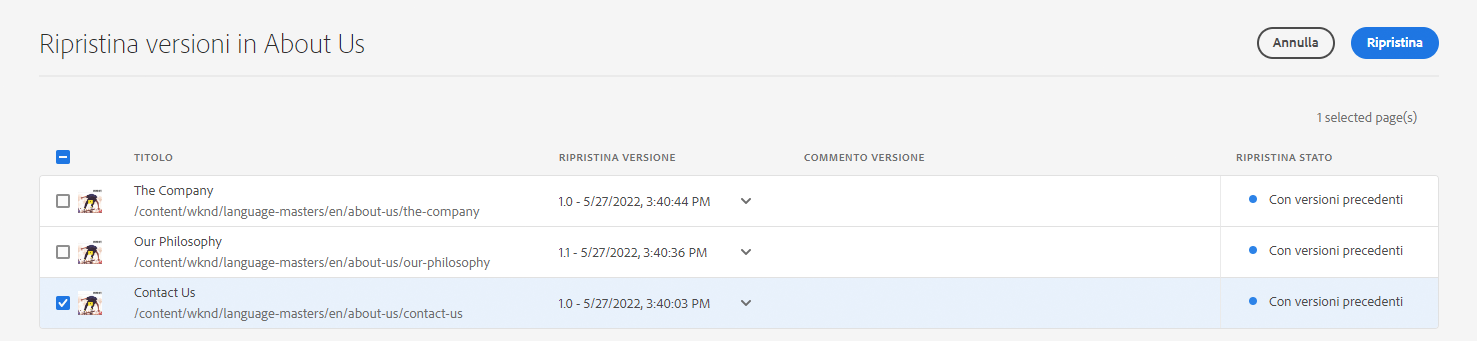 Ripristina versioni in About Us
Annulla
Ripristina
1 selected page(s)
TITOLO RIPRISTINA VERSIONE COMMENTO VERSIONE RIPRISTINA STATO
The Company
/content/wknd/language-masters/en/about-us/the-company
1.0 - 5/27/2022, 3:40:44 PM
Con versioni precedenti
Our Philosophy
/content/wknd/language-masters/en/about-us/our-philosophy
1.1 - 5/27/2022, 3:40:36 PM
Con versioni precedenti
Contact Us
/content/wknd/language-masters/en/about-us/contact-us
1.0 - 5/27/2022, 3:40:03 PM
Con versioni precedenti